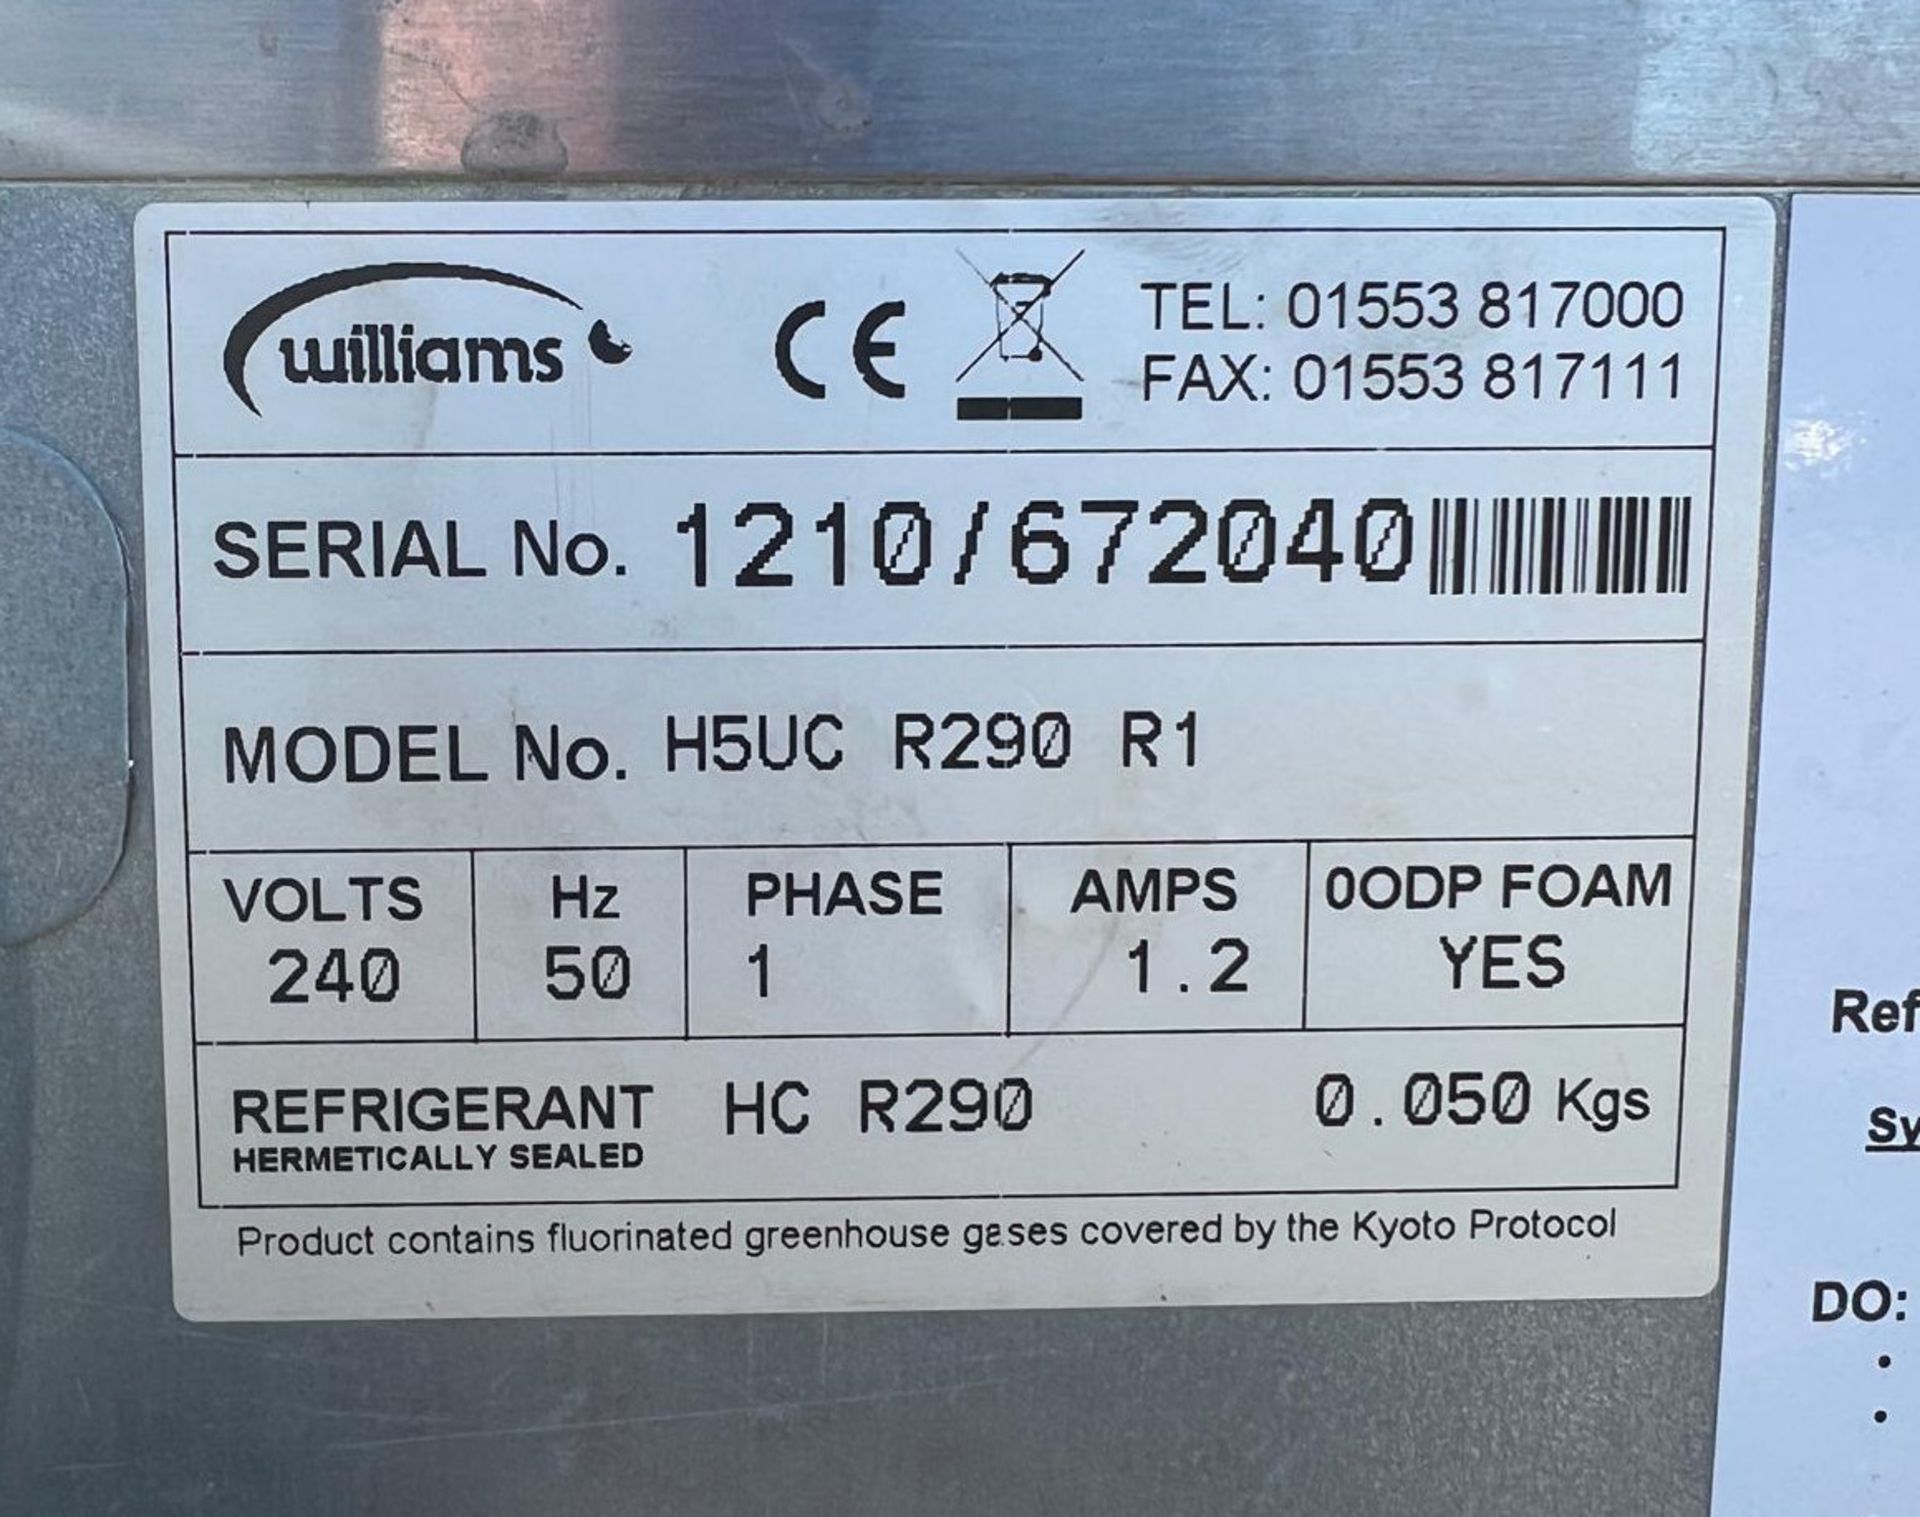 williams
CE
TEL: 01553 817000
FAX: 01553 817111
SERIAL No. 1210/672040
MODEL No. H5UC R290 R1
VOLTS Hz PHASE AMPS 0ODP FOAM
240 50 1 1.2 YES
REFRIGERANT HC R290 0.050 Kgs
HERMETICALLY SEALED
Product contains fluorinated greenhouse gases covered by the Kyoto Protocol
Ref
Sy
DO: